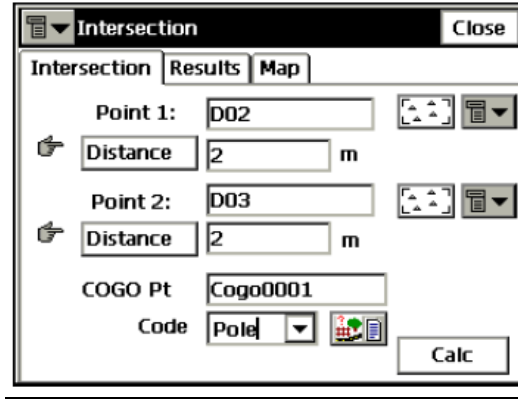 Intersection Close
Intersection Results Map
Point 1: D02
Distance 2 m
Point 2: D03
Distance 2 m
COGO Pt Cogo0001
Code Pole
Calc